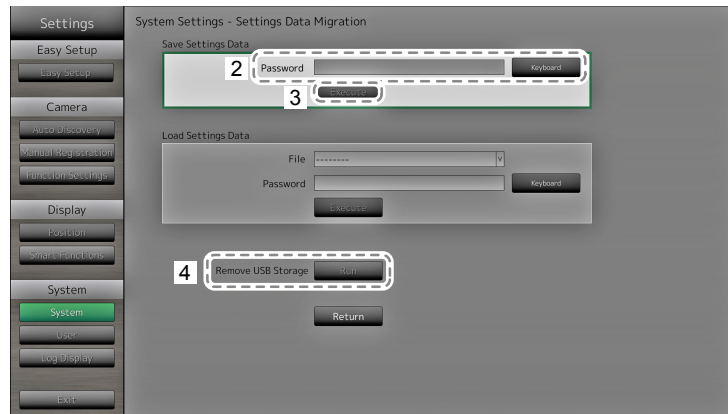 Settings
System Settings - Settings Data Migration
Easy Setup
Easy Setup
Camera
Auto Discovery
Manual Registration
Function Settings
Display
Position
Smart Functions
System
System
User
Log Display
Exit
Save Settings Data
2 Password Keyboard
3 Execute
Load Settings Data
File -------- V
Password Keyboard
Execute
4 Remove USB Storage Run
Return